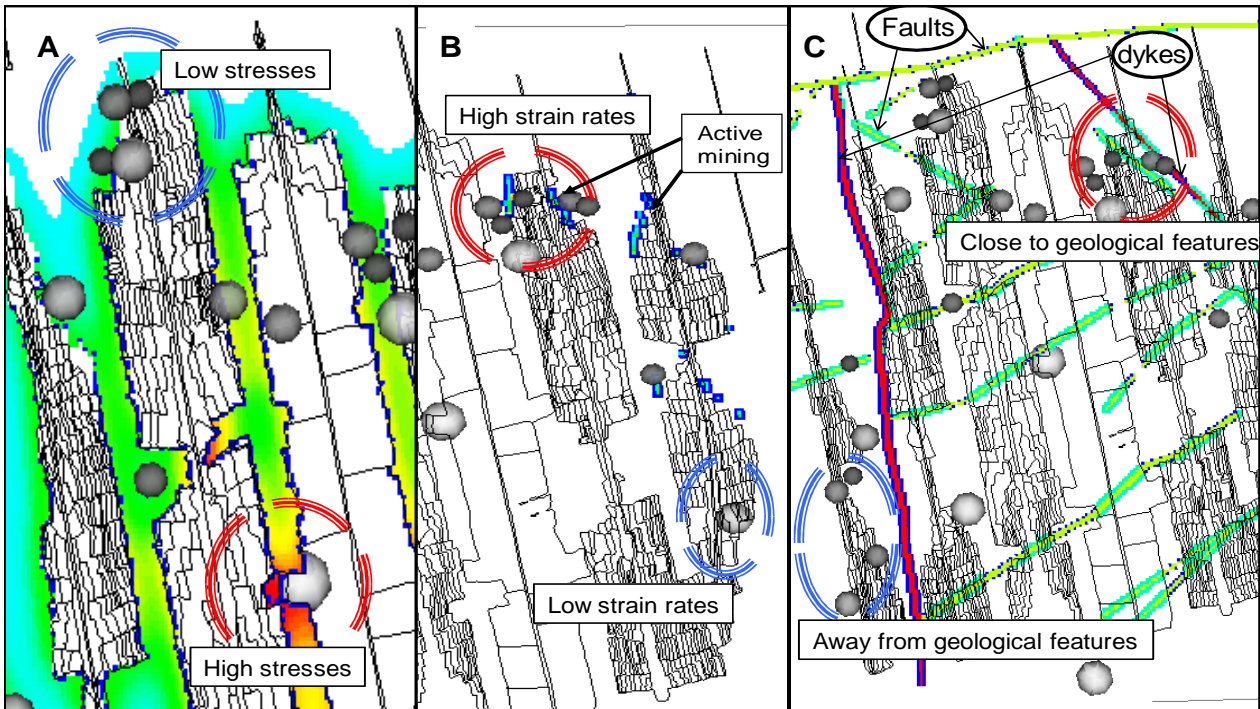 A
Low stresses
High stresses
B
High strain rates
Active
mining
Low strain rates
C
Faults
dykes
Close to geological features
Away from geological features